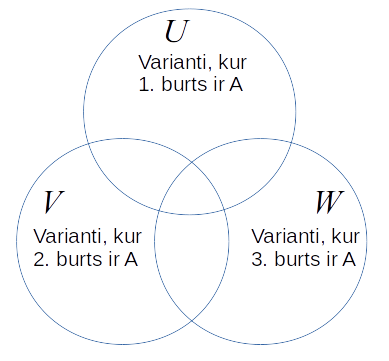 U
Varianti, kur
1. burts ir A
V
Varianti, kur
2. burts ir A
W
Varianti, kur
3. burts ir A